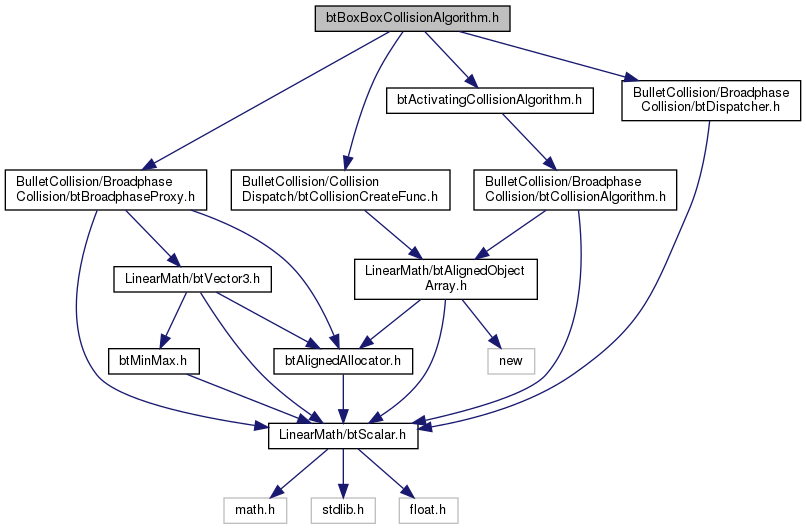 btBoxBoxCollisionAlgorithm.h
btActivatingCollisionAlgorithm.h
BulletCollision/Broadphase
Collision/btDispatcher.h
BulletCollision/Broadphase
Collision/btBroadphaseProxy.h
BulletCollision/Collision
Dispatch/btCollisionCreateFunc.h
BulletCollision/Broadphase
Collision/btCollisionAlgorithm.h
LinearMath/btVector3.h
LinearMath/btAlignedObject
Array.h
btMinMax.h
btAlignedAllocator.h
new
LinearMath/btScalar.h
math.h
stdlib.h
float.h